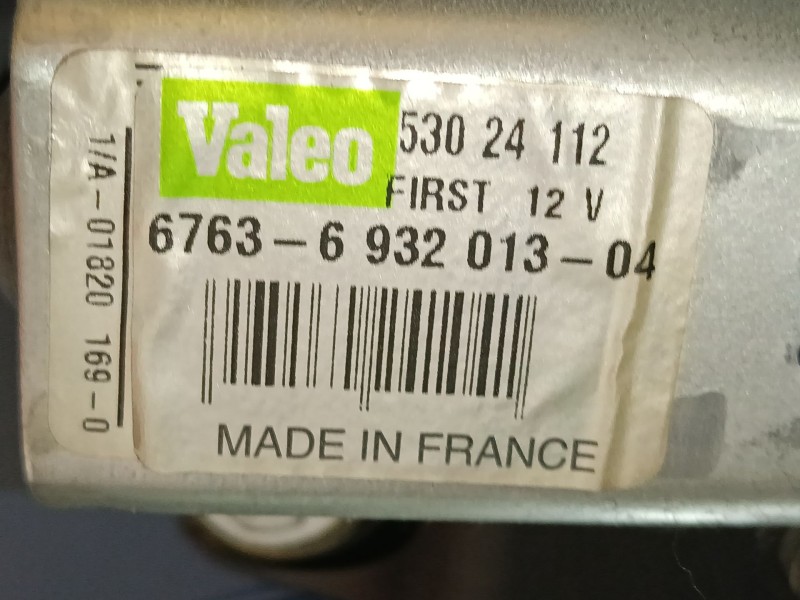 Valeo
530 24 112
FIRST 12 V
6763-6 932 013-04
MADE IN FRANCE
1/A-01820 169-0